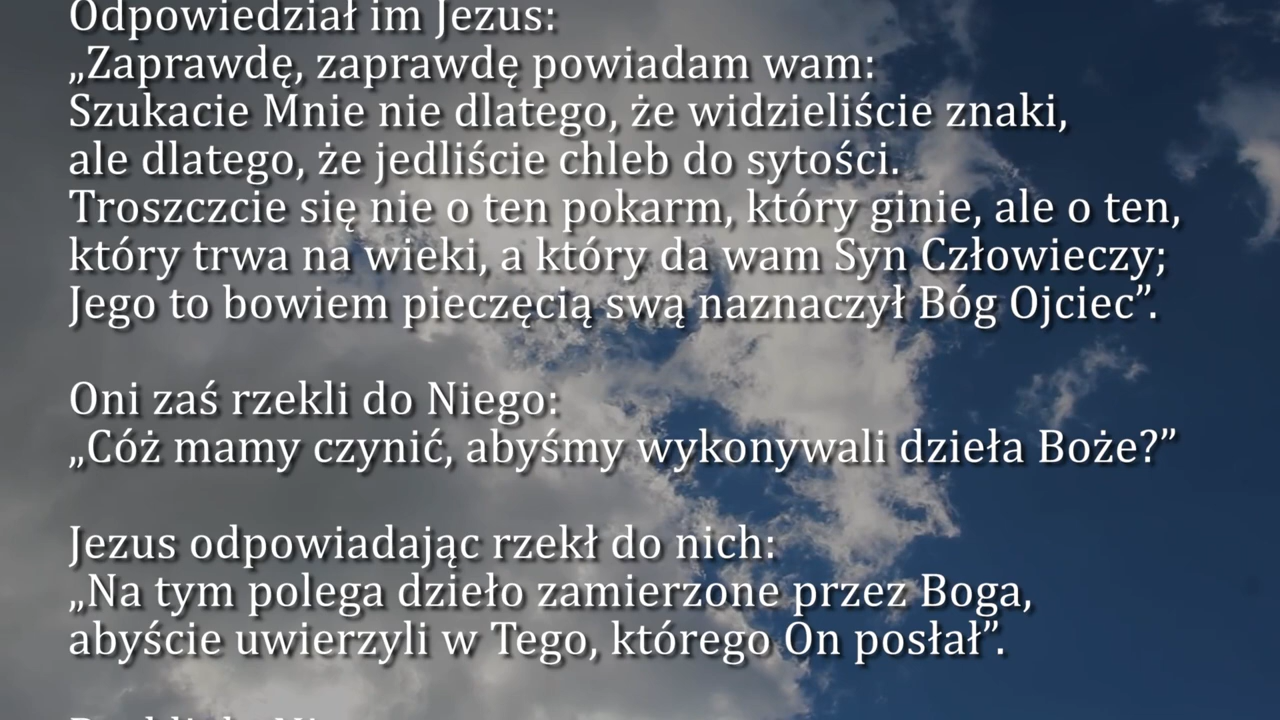 Odpowiedział im Jezus:
„Zaprawdę, zaprawdę powiadam wam:
Szukacie Mnie nie dlatego, że widzieliście znaki,
ale dlatego, że jedliście chleb do sytości.
Troszczcie się nie o ten pokarm, który ginie, ale o ten,
który trwa na wieki, a który da wam Syn Człowieczy;
Jego to bowiem pieczęcią swą naznaczył Bóg Ojciec”.
Oni zaś rzekli do Niego:
„Cóż mamy czynić, abyśmy wykonywali dzieła Boże?”
Jezus odpowiadając rzekł do nich:
„Na tym polega dzieło zamierzone przez Boga,
abyście uwierzyli w Tego, którego On posłał”.